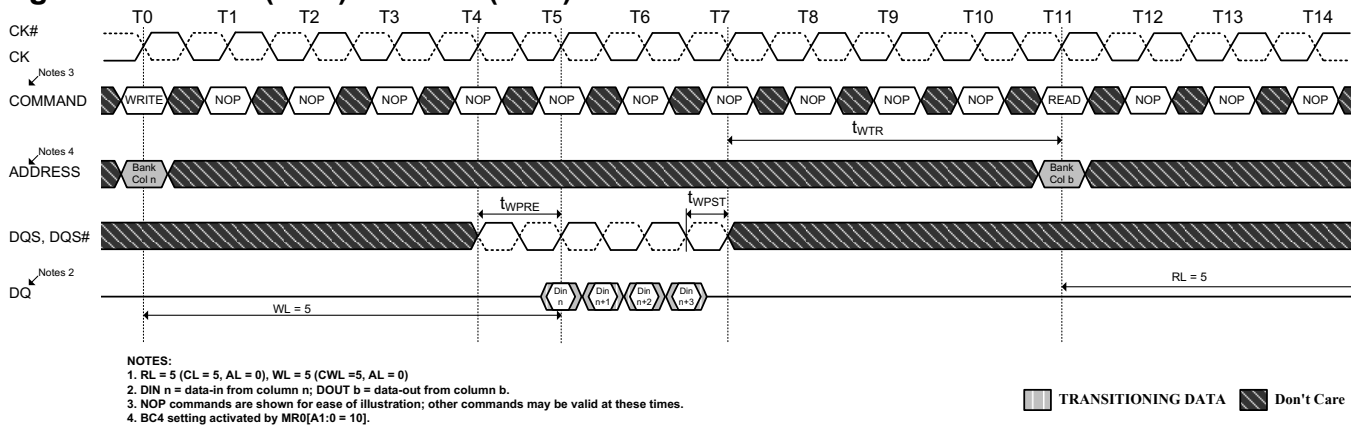 T0 T1 T2 T3 T4 T5 T6 T7 T8 T9 T10 T11 T12 T13 T14
CK#
CK
Notes 3
COMMAND WRITE NOP NOP NOP NOP NOP NOP NOP NOP NOP NOP READ NOP NOP NOP
tWTR
Notes 4
ADDRESS
Bank Col n
Bank Col b
tWPRE
tWPST
DQS, DQS#
Notes 2
DQ
Din n
Din n+1
Din n+2
Din n+3
RL = 5
WL = 5
NOTES:
1. RL = 5 (CL = 5, AL = 0), WL = 5 (CWL =5, AL = 0)
2. DIN n = data-in from column n; DOUT b = data-out from column b.
3. NOP commands are shown for ease of illustration; other commands may be valid at these times.
4. BC4 setting activated by MR0[A1:0 = 10].
TRANSITIONING DATA
Don't Care